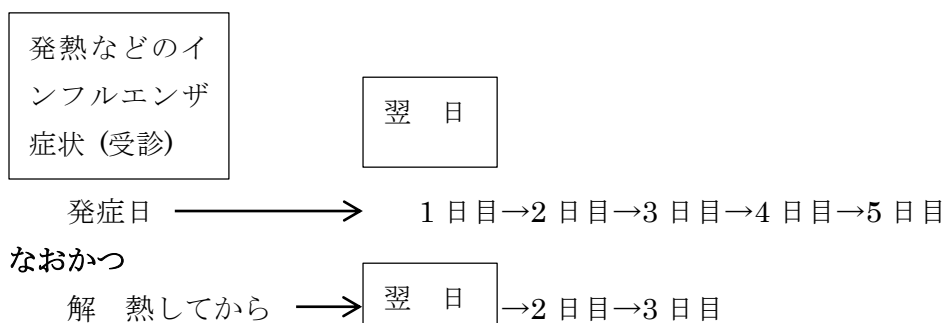 発熱などのイ
ンフルエンザ
症状 (受診)
翌　日
発症日 → 1日目→2日目→3日目→4日目→5日目
なおかつ
解　熱してから → 翌　日 →2日目→3日目